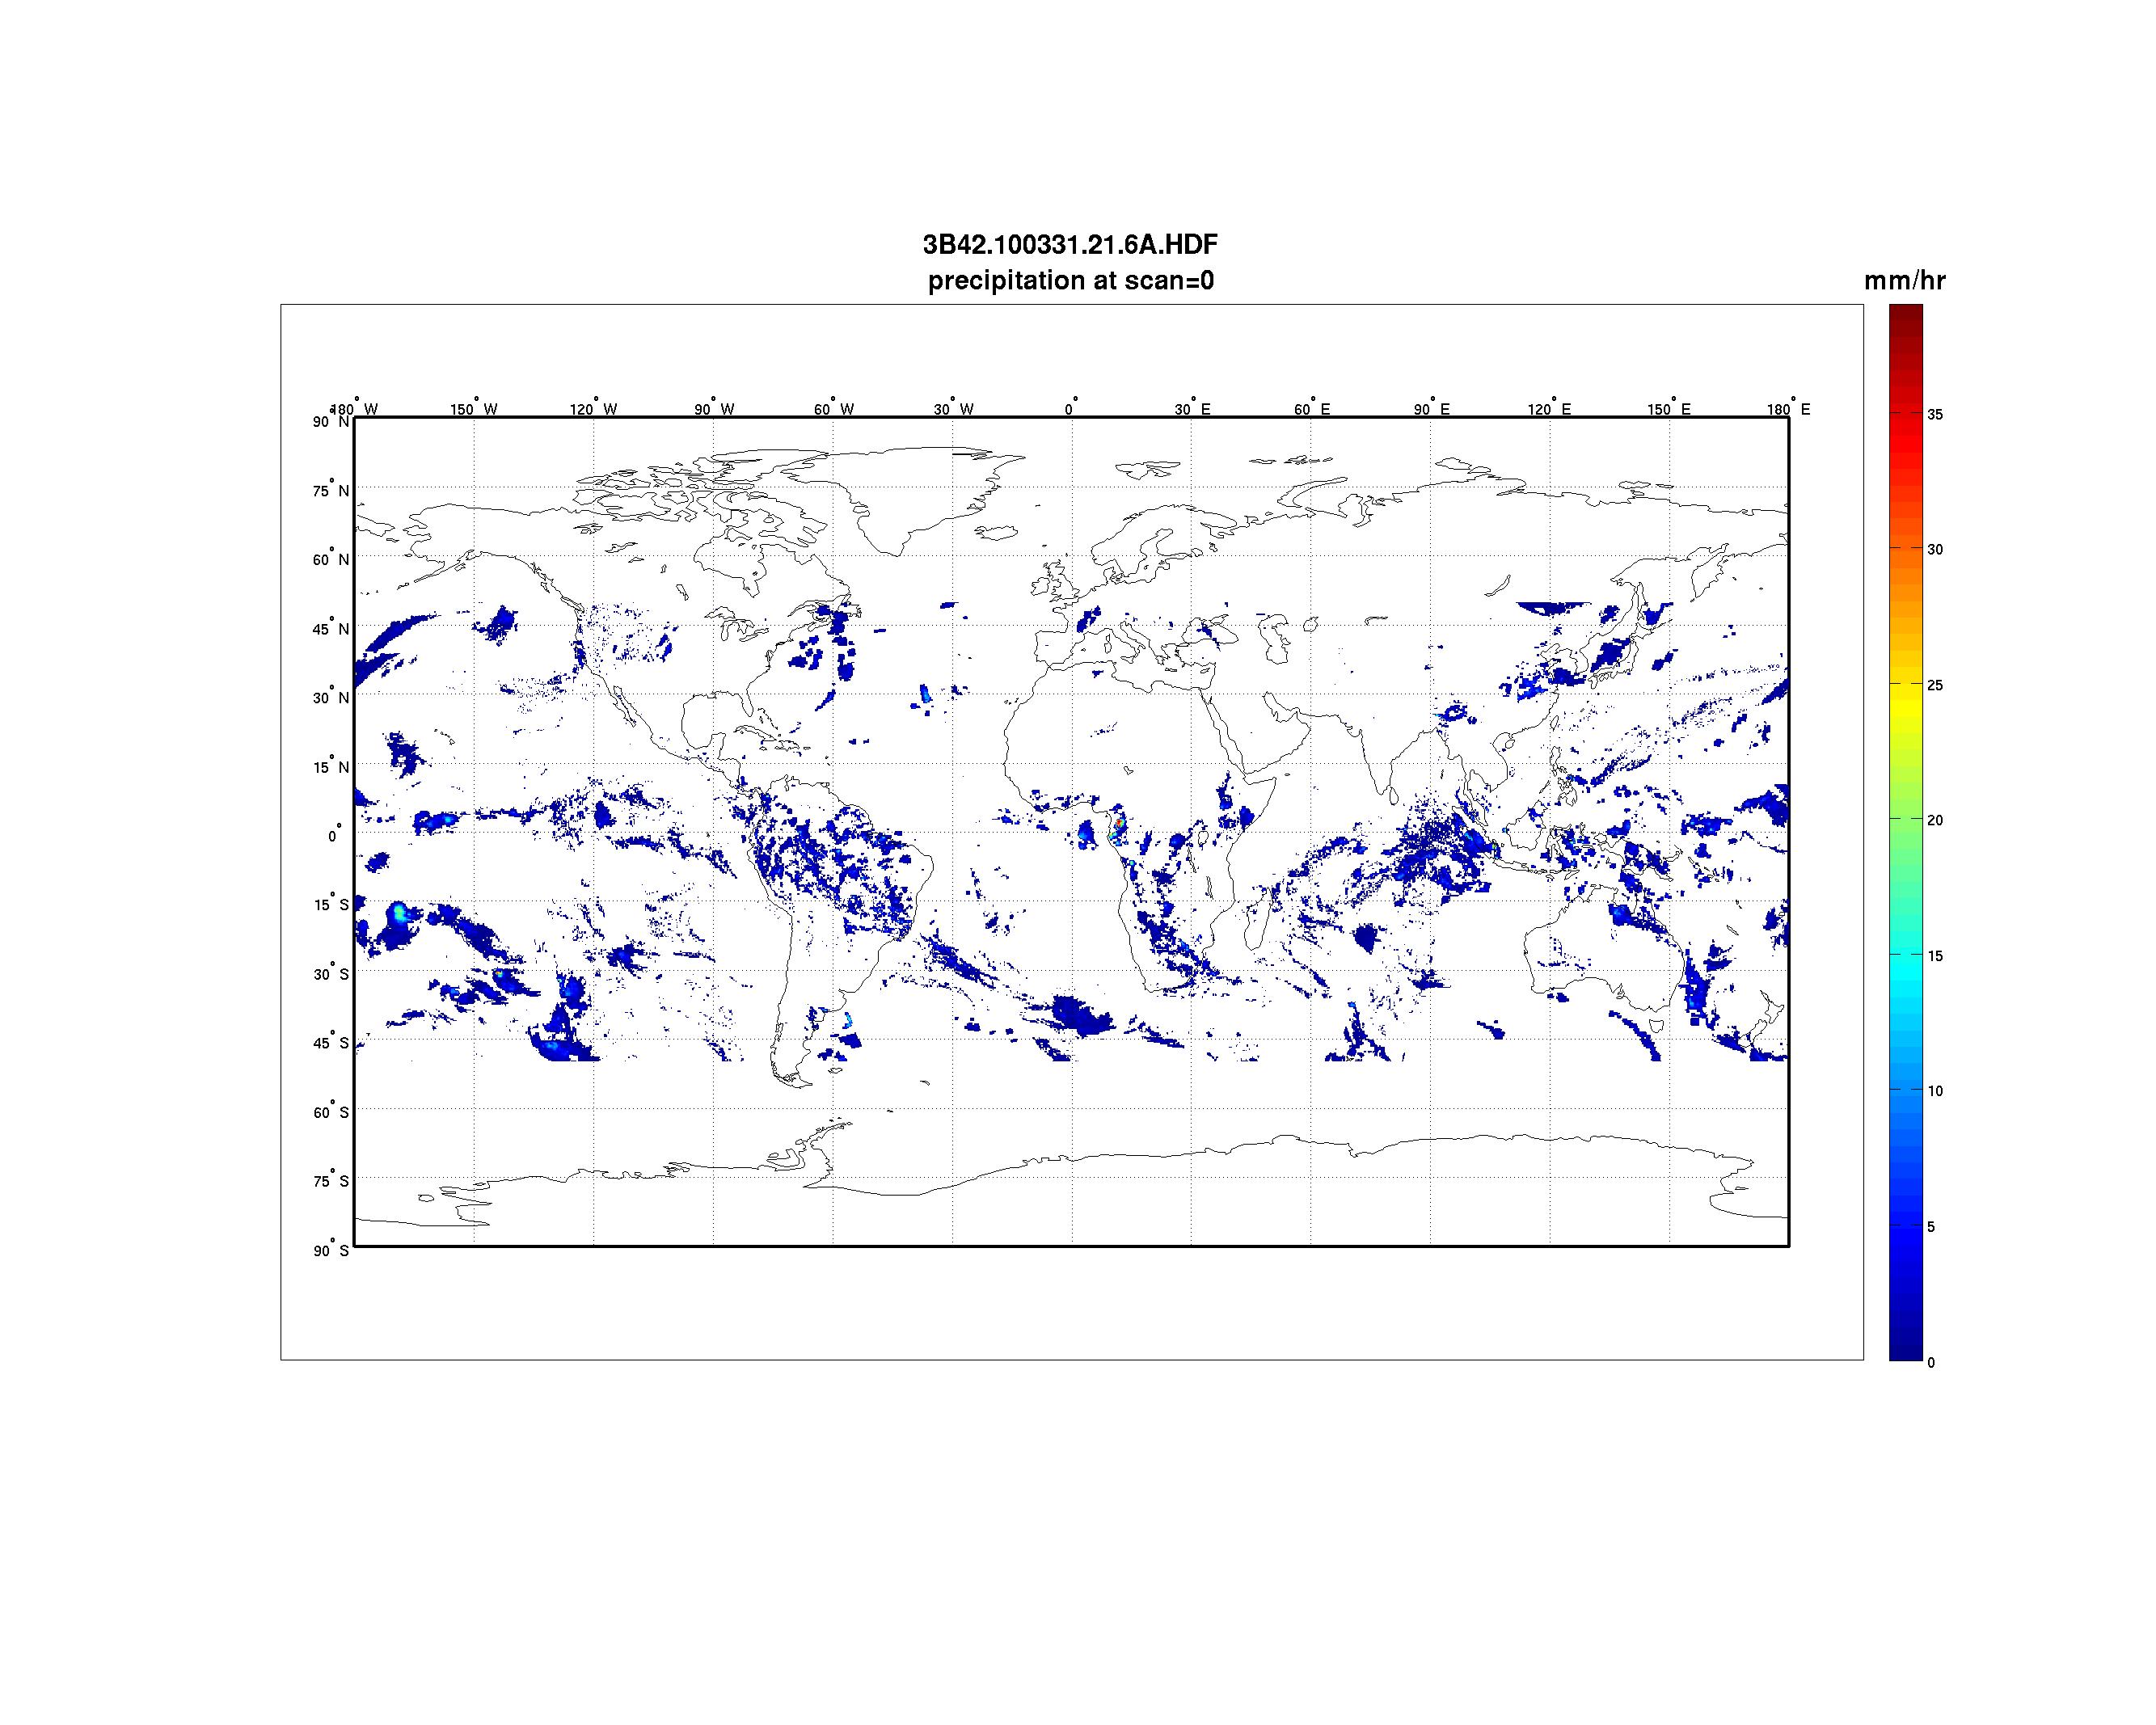 3B42.100331.21.6A.HDF
precipitation at scan=0
mm/hr
180° W 150° W 120° W 90° W 60° W 30° W 0° 30° E 60° E 90° E 120° E 150° E 180° E
90° N
75° N
60° N
45° N
30° N
15° N
0°
15° S
30° S
45° S
60° S
75° S
90° S
35
30
25
20
15
10
5
0